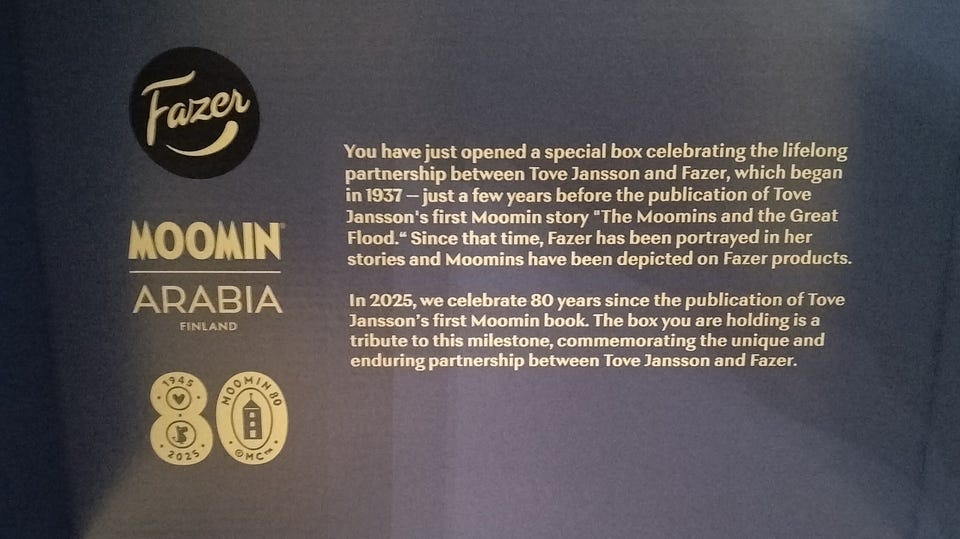 Fazer
MOOMIN®
ARABIA
FINLAND
1945
2025
MOOMIN 80
©MC™
You have just opened a special box celebrating the lifelong
partnership between Tove Jansson and Fazer, which began
in 1937 – just a few years before the publication of Tove
Jansson's first Moomin story "The Moomins and the Great
Flood.“ Since that time, Fazer has been portrayed in her
stories and Moomins have been depicted on Fazer products.
In 2025, we celebrate 80 years since the publication of Tove
Jansson’s first Moomin book. The box you are holding is a
tribute to this milestone, commemorating the unique and
enduring partnership between Tove Jansson and Fazer.